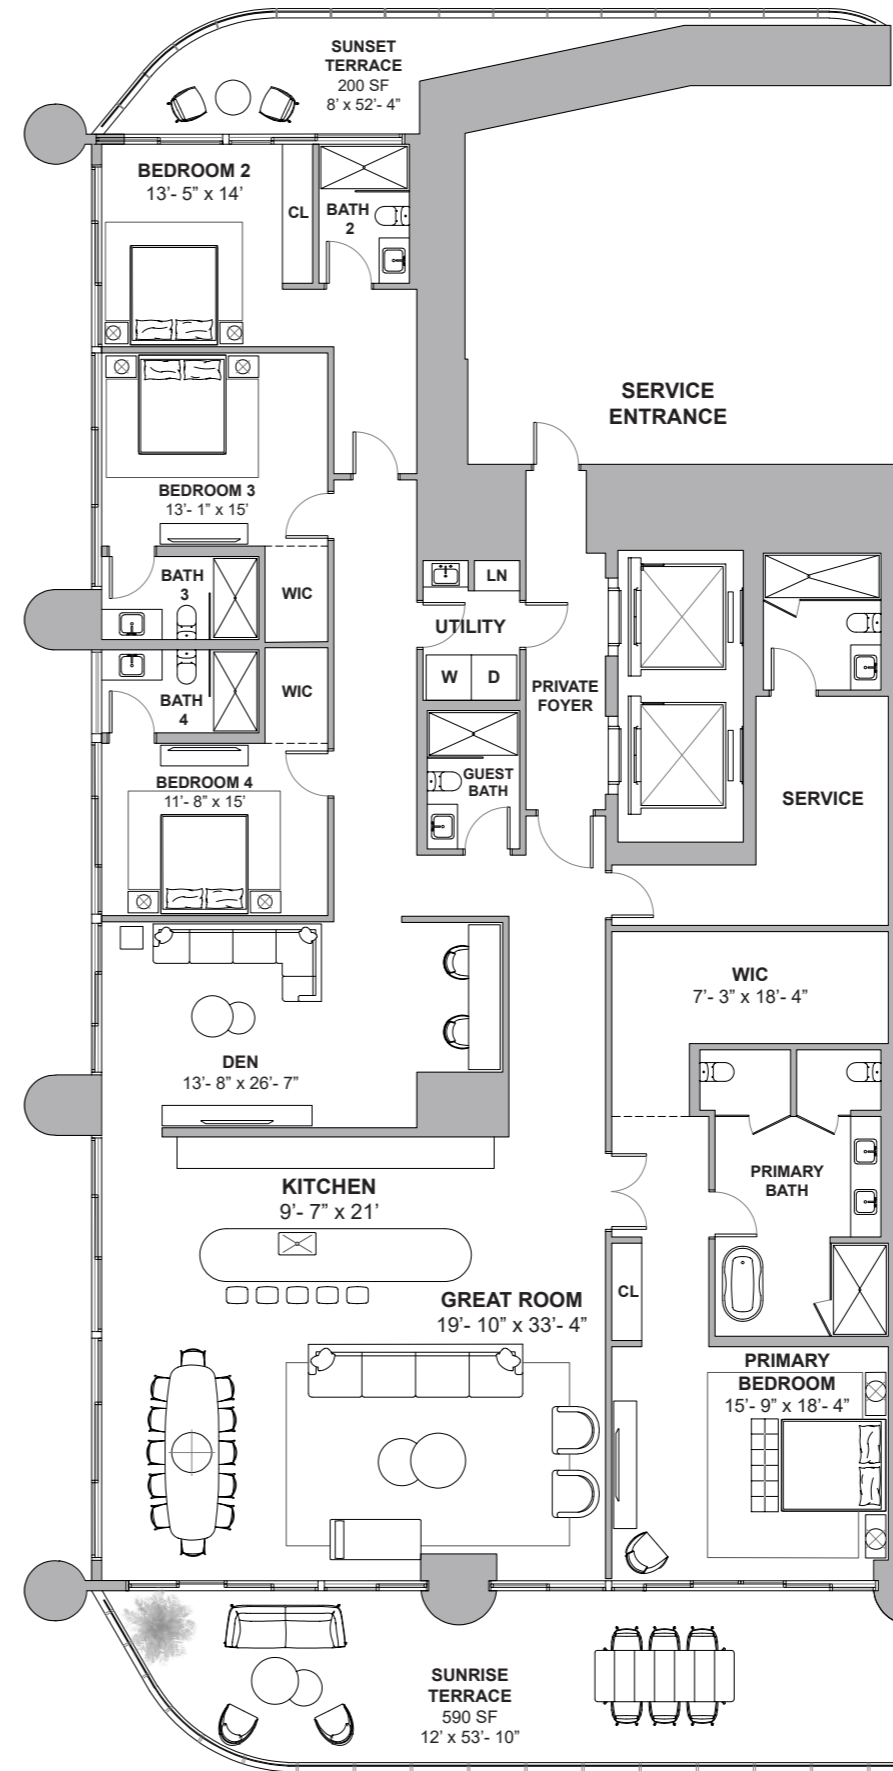 SUNSET
TERRACE
200 SF
8’ x 52’- 4”
BEDROOM 2
13’- 5” x 14’
CL
BATH
2
SERVICE
ENTRANCE
BEDROOM 3
13’- 1” x 15’
BATH
3
WIC
LN
UTILITY
W
D
PRIVATE
FOYER
WIC
BATH
4
GUEST
BATH
BEDROOM 4
11’- 8” x 15’
SERVICE
WIC
7’- 3” x 18’- 4”
DEN
13’- 8” x 26’- 7”
PRIMARY
BATH
KITCHEN
9’- 7” x 21’
CL
GREAT ROOM
19’- 10” x 33’- 4”
PRIMARY
BEDROOM
15’- 9” x 18’- 4”
SUNRISE
TERRACE
590 SF
12’ x 53’- 10”